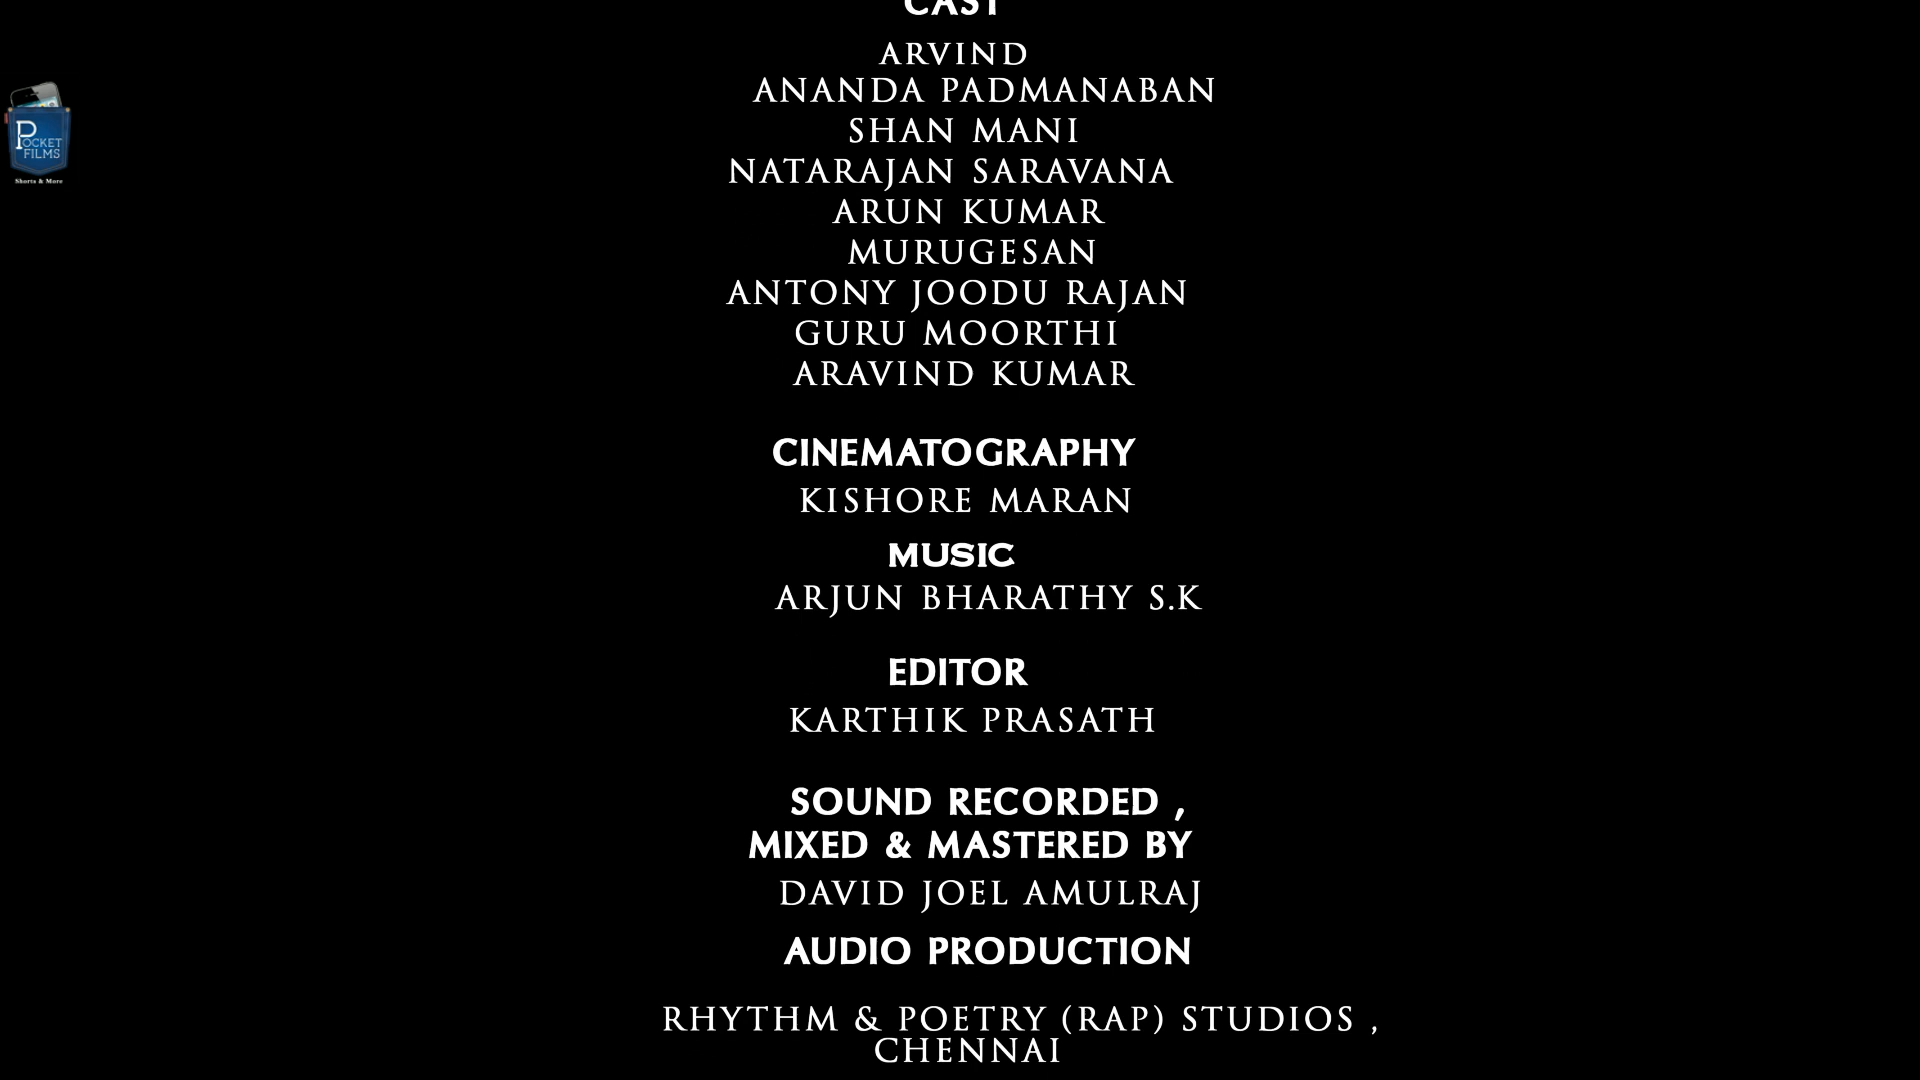 CAST
ARVIND
ANANDA PADMANABAN
SHAN MANI
NATARAJAN SARAVANA
ARUN KUMAR
MURUGESAN
ANTONY JOODU RAJAN
GURU MOORTHI
ARAVIND KUMAR
CINEMATOGRAPHY
KISHORE MARAN
MUSIC
ARJUN BHARATHY S.K
EDITOR
KARTHIK PRASATH
SOUND RECORDED ,
MIXED & MASTERED BY
DAVID JOEL AMULRAJ
AUDIO PRODUCTION
RHYTHM & POETRY (RAP) STUDIOS ,
CHENNAI
POCKET
FILMS
Shorts & More